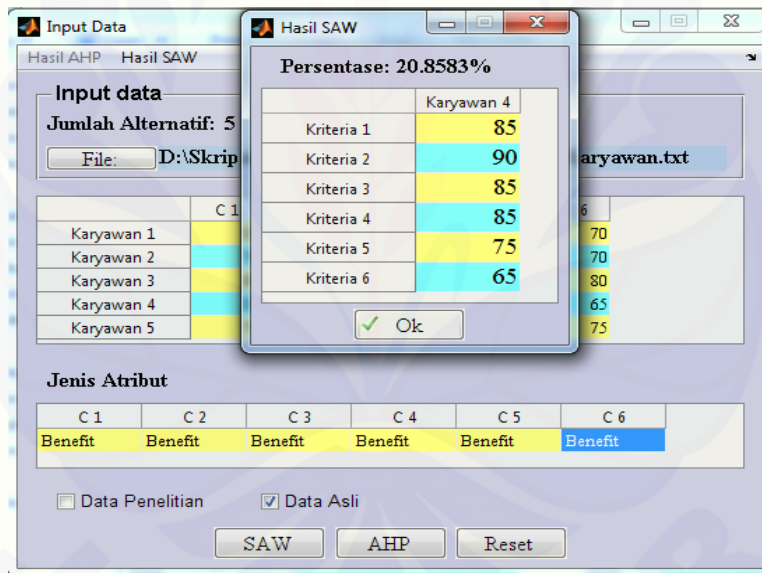 Input Data
Hasil AHP Hasil SAW
Input data
Jumlah Alternatif: 5
File: D:\Skrip aryawan.txt
C 1 6
Karyawan 1 70
Karyawan 2 70
Karyawan 3 80
Karyawan 4 65
Karyawan 5 75
Hasil SAW
Persentase: 20.8583%
Karyawan 4
Kriteria 1 85
Kriteria 2 90
Kriteria 3 85
Kriteria 4 85
Kriteria 5 75
Kriteria 6 65
Ok
Jenis Atribut
C 1 C 2 C 3 C 4 C 5 C 6
Benefit Benefit Benefit Benefit Benefit Benefit
Data Penelitian Data Asli
SAW AHP Reset